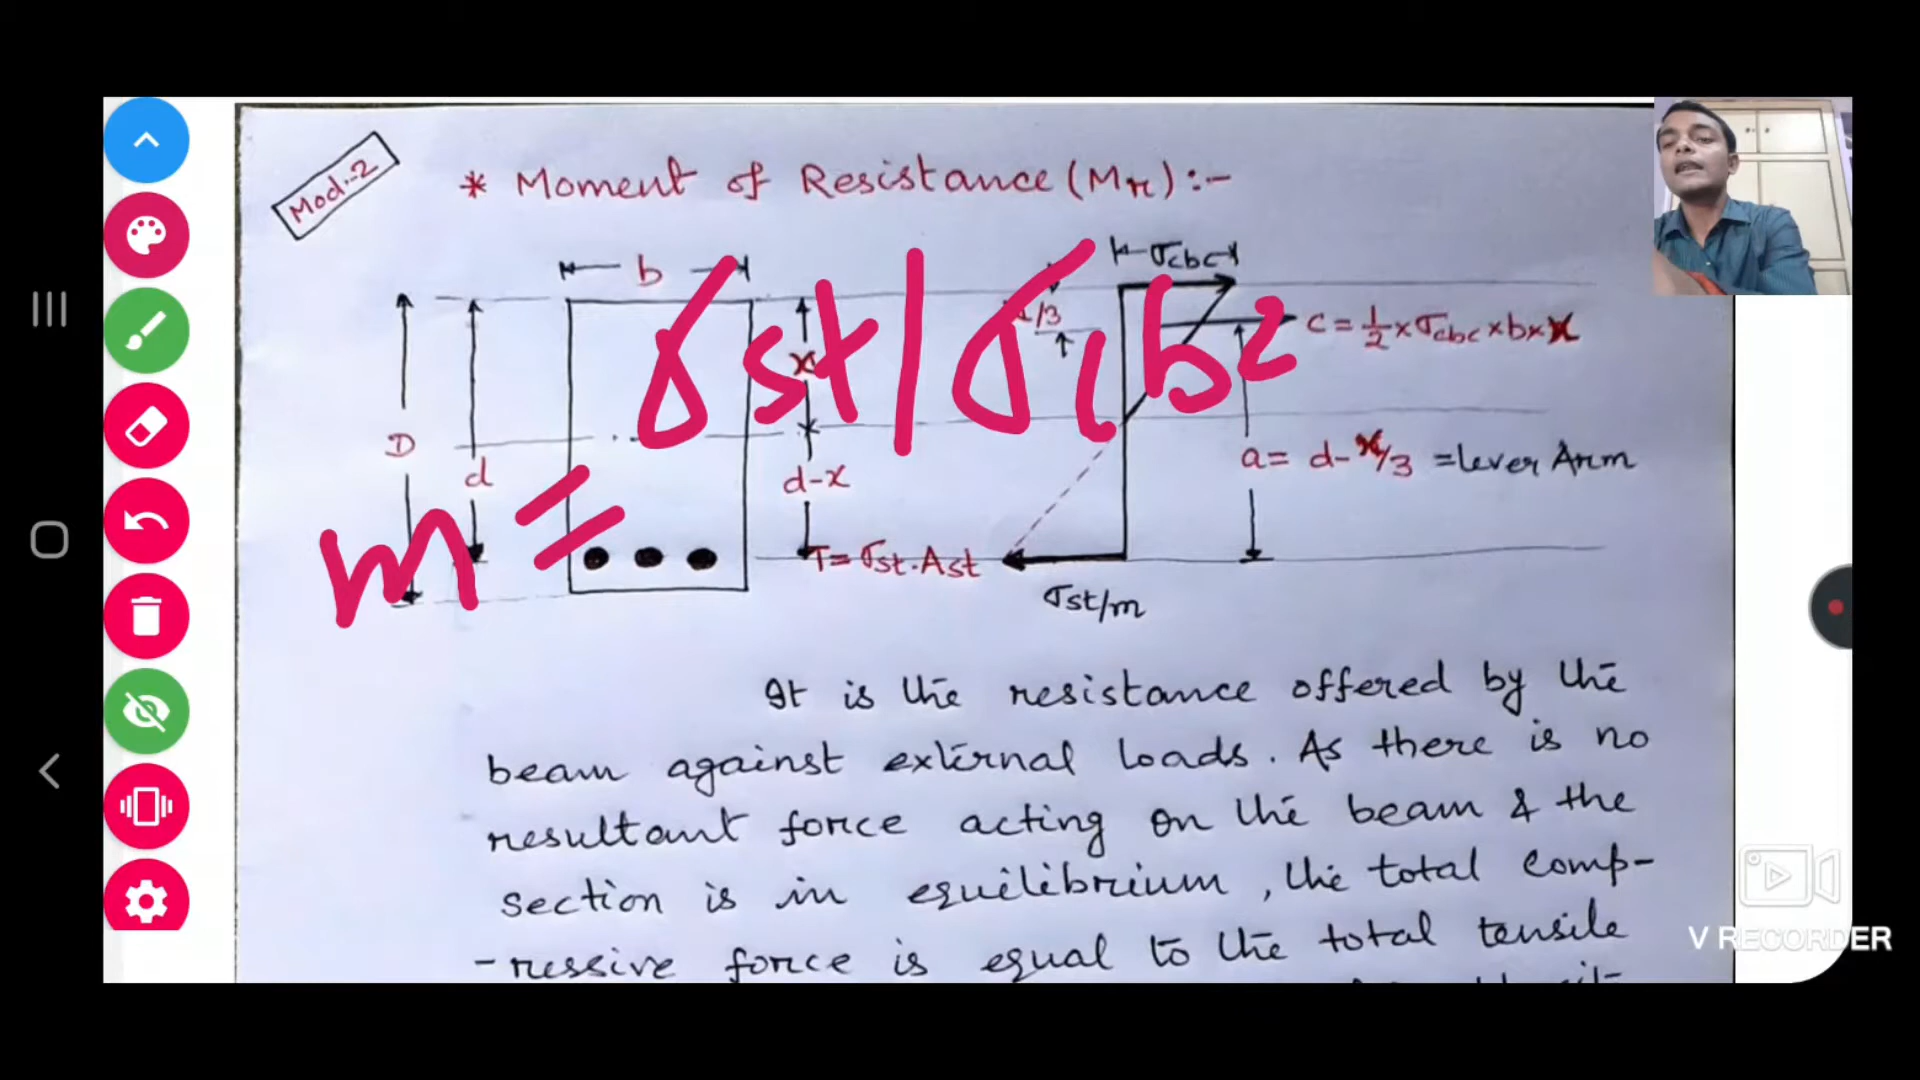 Mod:-2
* Moment of Resistance (Mr) :-
b
σcbc
x/3
C = 1/2 x σcbc x b x x
σst/σcbc
x
D
d
d-x
a = d - x/3 = Lever Arm
m =
T = σst . Ast
σst/m
It is the resistance offered by the
beam against external loads . As there is no
resultant force acting on the beam & the
section is in equilibrium , the total comp-
-ressive force is equal to the total tensile
V RECORDER